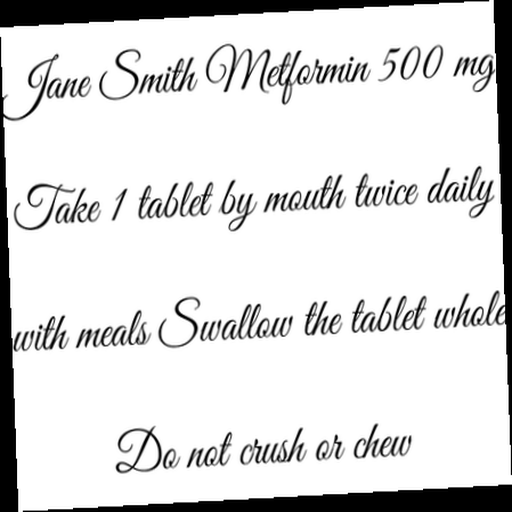 Jane Smith Metformin 500 mg
Take 1 tablet by mouth twice daily
with meals Swallow the tablet whole
Do not crush or chew